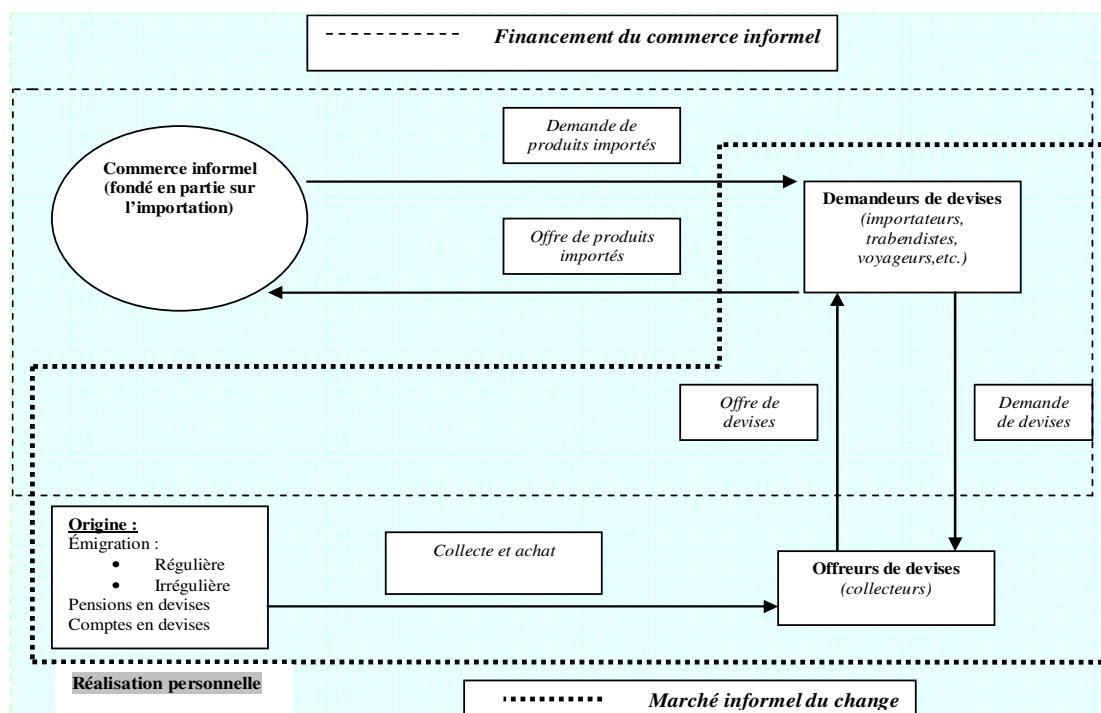 Financement du commerce informel
Demande de
produits importés
Commerce informel
(fondé en partie sur
l'importation)
Demandeurs de devises
(importateurs,
trabendistes,
voyageurs,etc.)
Offre de produits
importés
Offre de
devises
Demande
de devises
Origine :
Émigration :
• Régulière
• Irrégulière
Pensions en devises
Comptes en devises
Collecte et achat
Offreurs de devises
(collecteurs)
Réalisation personnelle
Marché informel du change